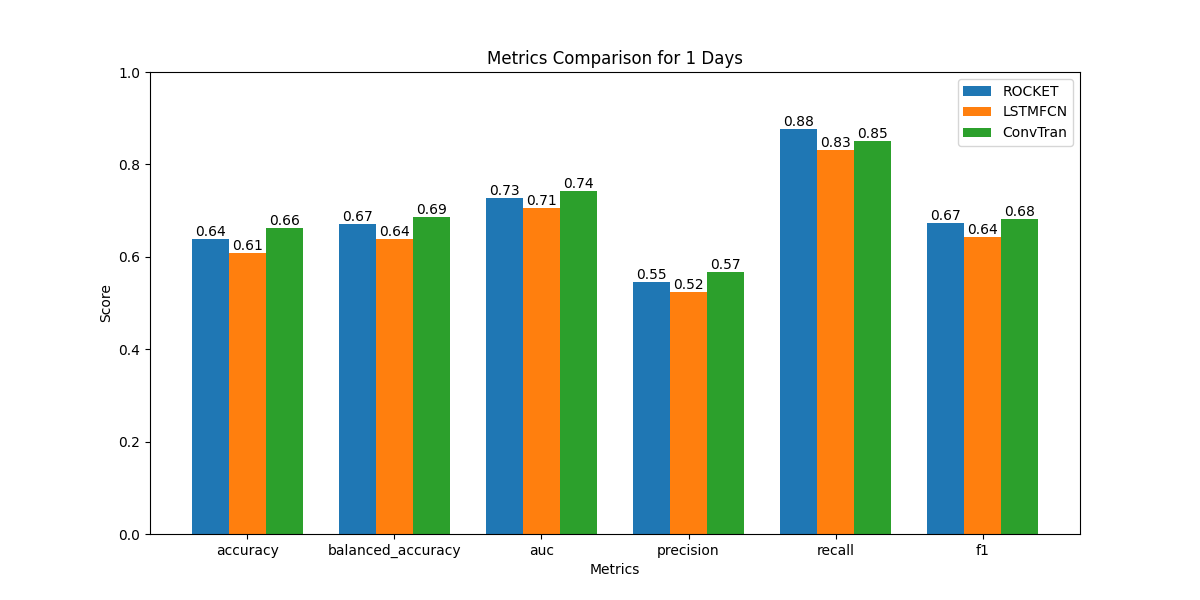 Metrics Comparison for 1 Days
ROCKET
LSTMFCN
ConvTran
Score
1.0
0.8
0.6
0.4
0.2
0.0
0.64
0.61
0.66
0.67
0.64
0.69
0.73
0.71
0.74
0.55
0.52
0.57
0.88
0.83
0.85
0.67
0.64
0.68
accuracy
balanced_accuracy
auc
precision
recall
f1
Metrics